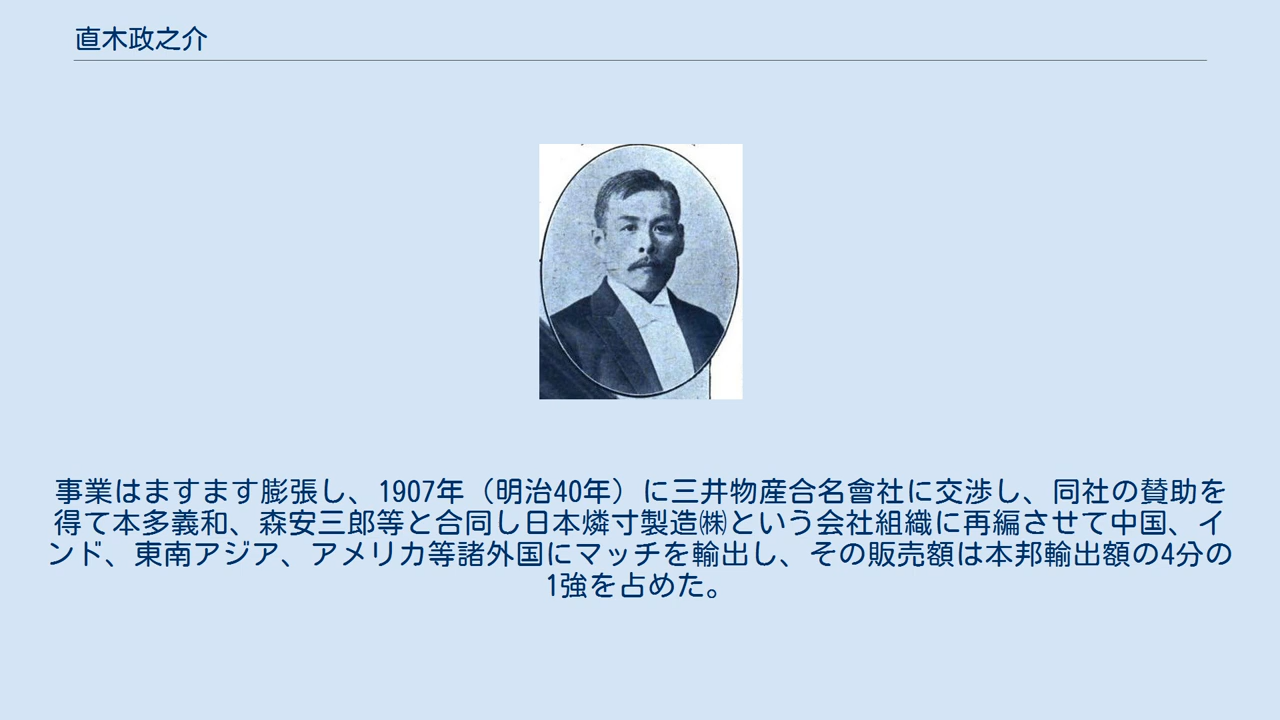 直木政之介
事業はますます膨張し、1907年（明治40年）に三井物産合名會社に交渉し、同社の賛助を
得て本多義和、森安三郎等と合同し日本燐寸製造㈱という会社組織に再編させて中国、イ
ンド、東南アジア、アメリカ等諸外国にマッチを輸出し、その販売額は本邦輸出額の4分の
1強を占めた。